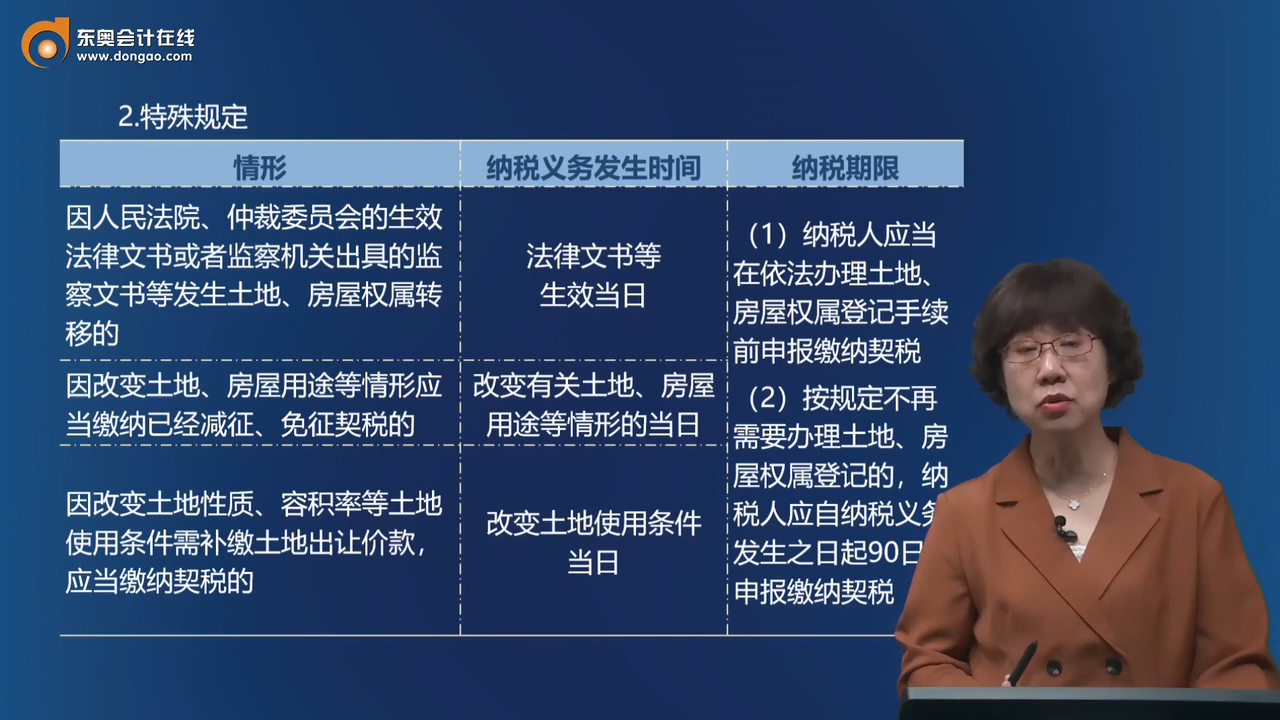 东奥会计在线
www.dongao.com
2.特殊规定
情形
纳税义务发生时间
纳税期限
因人民法院、仲裁委员会的生效
法律文书或者监察机关出具的监
察文书等发生土地、房屋权属转
移的
法律文书等
生效当日
因改变土地、房屋用途等情形应
当缴纳已经减征、免征契税的
改变有关土地、房屋
用途等情形的当日
因改变土地性质、容积率等土地
使用条件需补缴土地出让价款，
应当缴纳契税的
改变土地使用条件
当日
（1）纳税人应当
在依法办理土地、
房屋权属登记手续
前申报缴纳契税
（2）按规定不再
需要办理土地、房
屋权属登记的，纳
税人应自纳税义务
发生之日起90日
申报缴纳契税